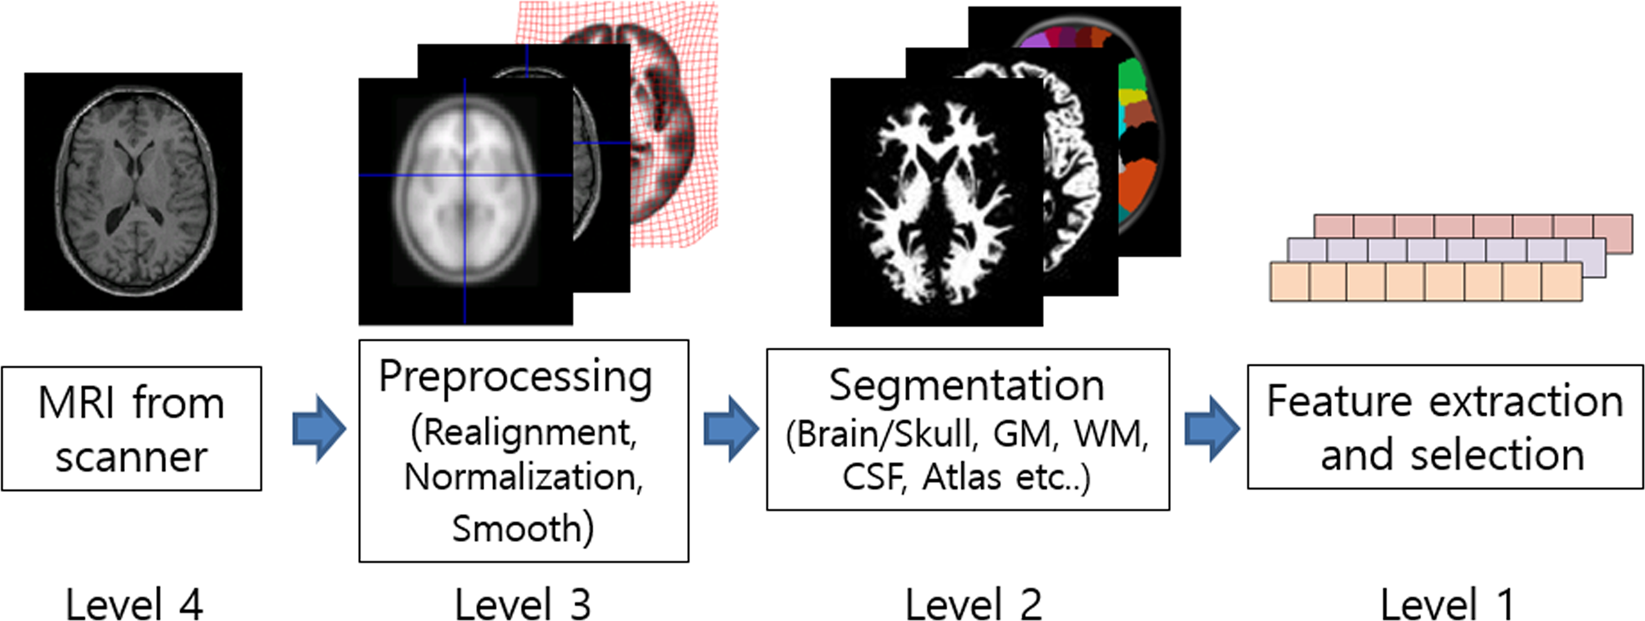 MRI from
scanner
Preprocessing
(Realignment,
Normalization,
Smooth)
Segmentation
(Brain/Skull, GM, WM,
CSF, Atlas etc..)
Feature extraction
and selection
Level 4
Level 3
Level 2
Level 1